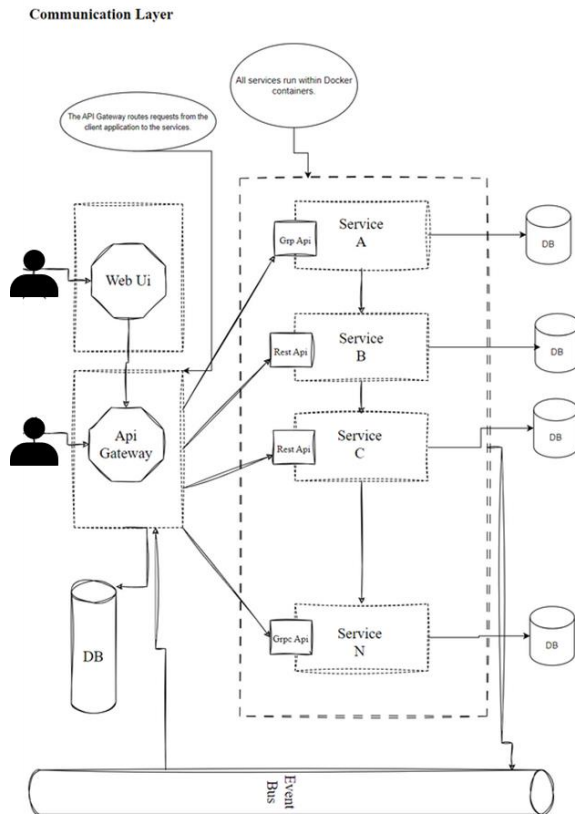 Communication Layer
All services run within Docker
containers.
The API Gateway routes requests from the
client application to the services.
Web Ui
Api
Gateway
DB
Grp Api
Service
A
DB
Rest Api
Service
B
DB
Rest Api
Service
C
DB
Grpc Api
Service
N
DB
Event
Bus